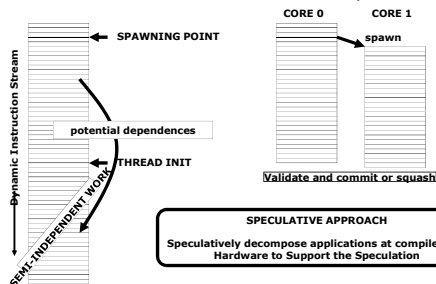 CORE 0
CORE 1
SPAWNING POINT
spawn
Dynamic Instruction Stream
potential dependences
THREAD INIT
SEMI-INDEPENDENT WORK
Validate and commit or squash
SPECULATIVE APPROACH
Speculatively decompose applications at compile
Hardware to Support the Speculation